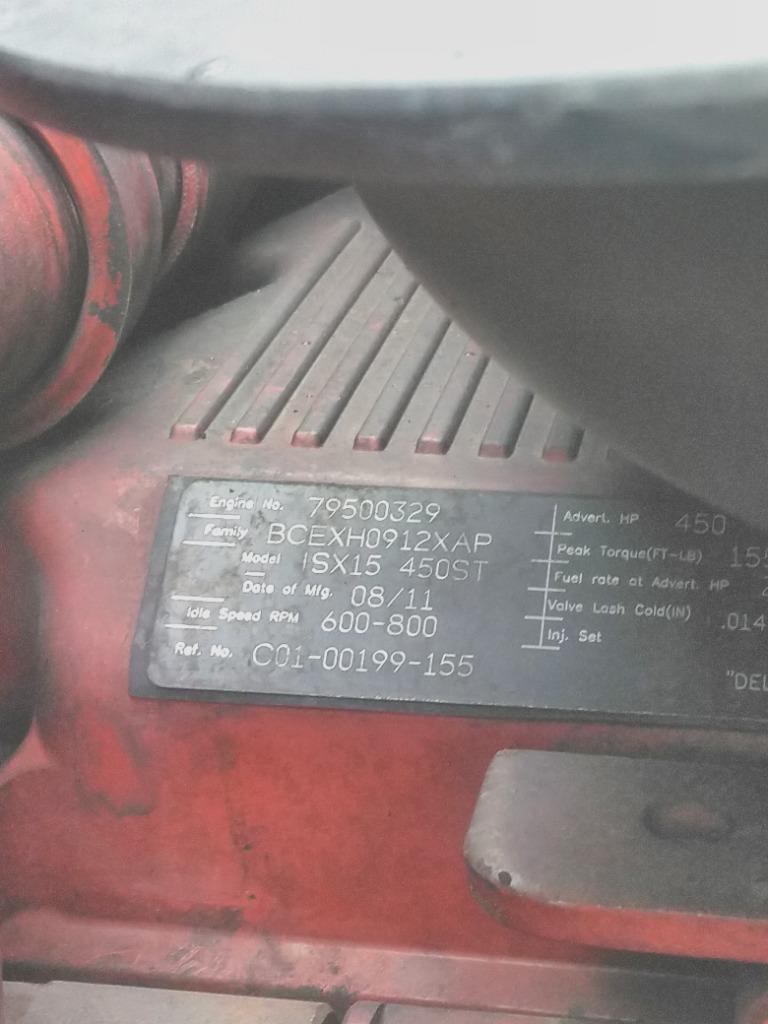 Engine No. 79500329
Family BCEXH0912XAP
Model ISX15 450ST
Date of Mfg. 08/11
Idle Speed RPM 600-800
Ref. No. C01-00199-155
Advert. HP 450
Peak Torque(FT-LB)
Fuel rate at Advert. HP
Valve Lash Cold(IN) .014
Inj. Set